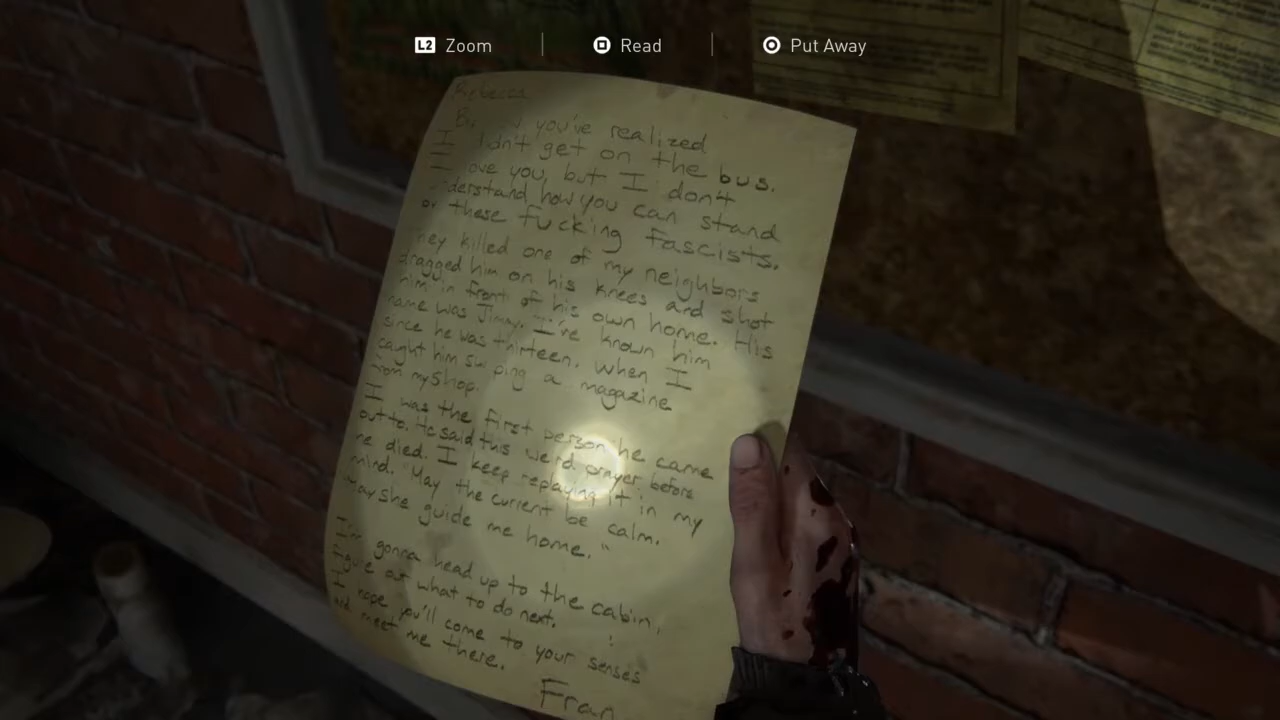 L2 Zoom Read Put Away
Rebecca
you've realized
I didn't get on the bus.
I love you, but I don't
understand how you can stand
for these fucking fascists.
They killed one of my neighbors
dragged him on his knees and shot
him in front of his own home. His
name was Jimmy. I've known him
since he was thirteen. When I
caught him swiping a magazine
from my shop.
I was the first person he came
out to. He said this weird prayer before
he died. I keep replaying it in my
mind. "May the current be calm.
May she guide me home."
I'm gonna head up to the cabin,
figure out what to do next.
I hope you'll come to your senses
and meet me there.
Fran